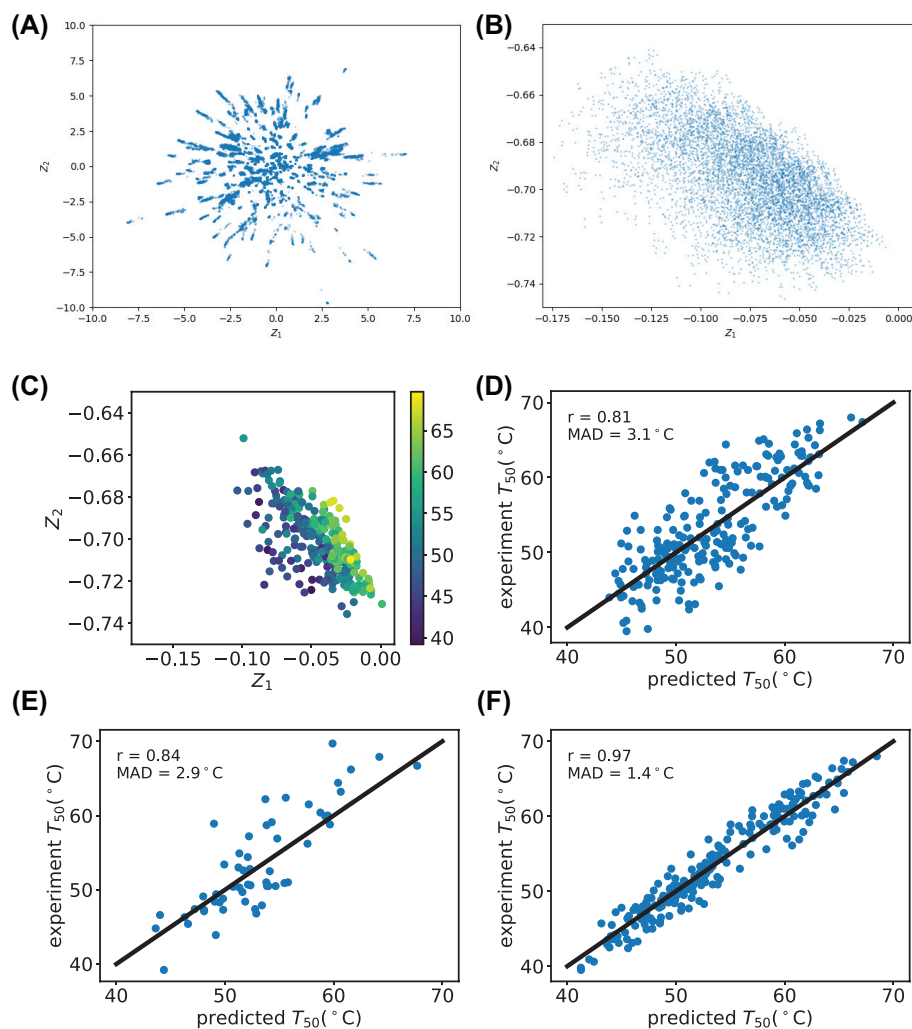 (A)
10.0
7.5
5.0
2.5
0.0
−2.5
−5.0
−7.5
−10.0
Z2
−10.0 −7.5 −5.0 −2.5 0.0 2.5 5.0 7.5 10.0
Z1
(B)
−0.64
−0.66
−0.68
−0.70
−0.72
−0.74
Z2
−0.175 −0.150 −0.125 −0.100 −0.075 −0.050 −0.025 0.000
Z1
(C)
−0.64
−0.66
−0.68
−0.70
−0.72
−0.74
Z2
−0.15 −0.10 −0.05 0.00
Z1
65
60
55
50
45
40
(D)
r = 0.81
MAD = 3.1°C
70
60
50
40
experiment T50(°C)
40 50 60 70
predicted T50(°C)
(E)
r = 0.84
MAD = 2.9°C
70
60
50
40
experiment T50(°C)
40 50 60 70
predicted T50(°C)
(F)
r = 0.97
MAD = 1.4°C
70
60
50
40
experiment T50(°C)
40 50 60 70
predicted T50(°C)